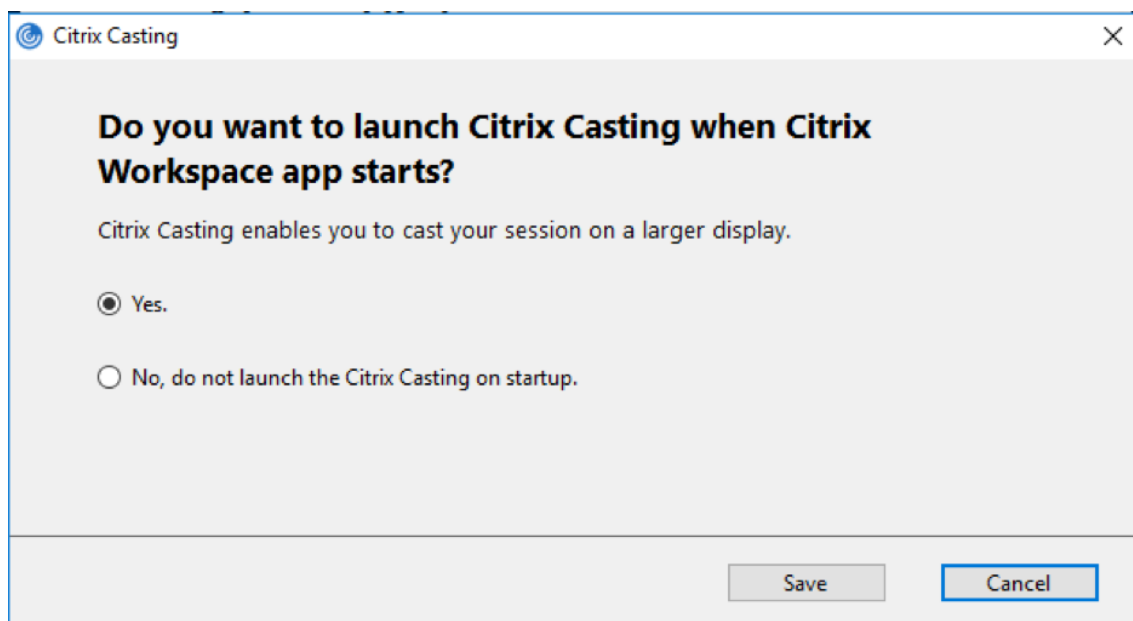 Citrix Casting
Do you want to launch Citrix Casting when Citrix
Workspace app starts?
Citrix Casting enables you to cast your session on a larger display.
Yes.
No, do not launch the Citrix Casting on startup.
Save
Cancel